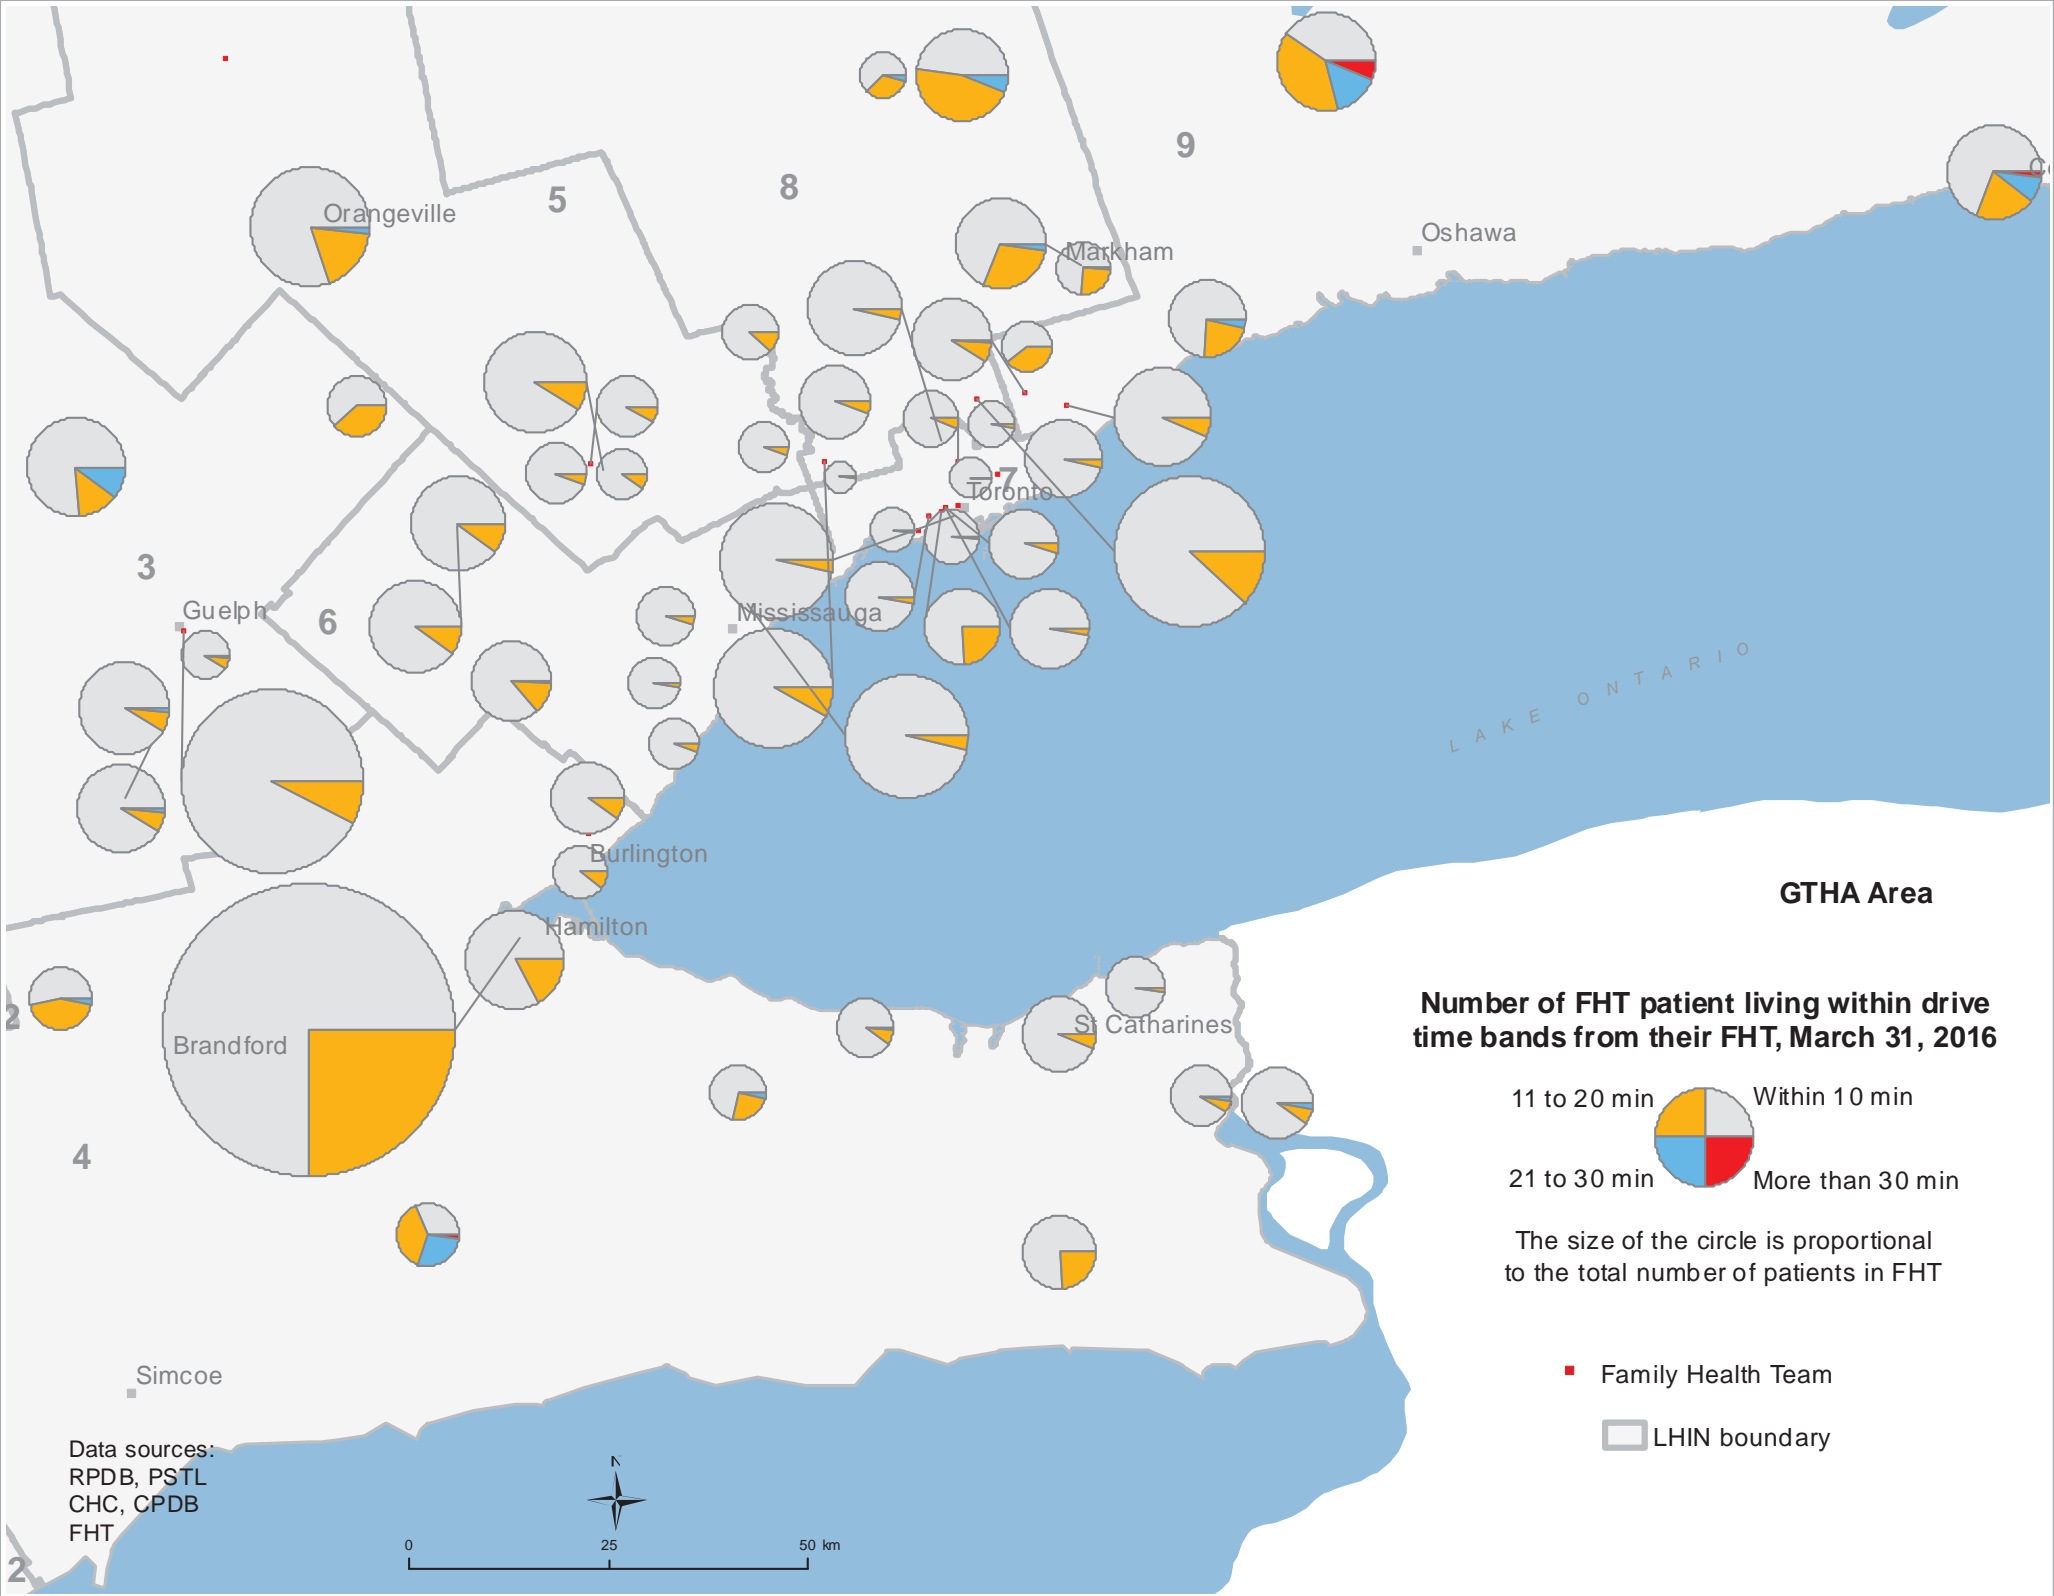 9
8
5
Orangeville
Oshawa
Markham
7
Toronto
3
Guelph
6
Mississauga
LAKE ONTARIO
Burlington
Hamilton
GTHA Area
2
Brandford
St Catharines
Number of FHT patient living within drive
time bands from their FHT, March 31, 2016
11 to 20 min
Within 10 min
21 to 30 min
More than 30 min
The size of the circle is proportional
to the total number of patients in FHT
4
Family Health Team
LHIN boundary
Simcoe
Data sources:
RPDB, PSTL
CHC, CPDB
FHT
N
0 25 50 km
2